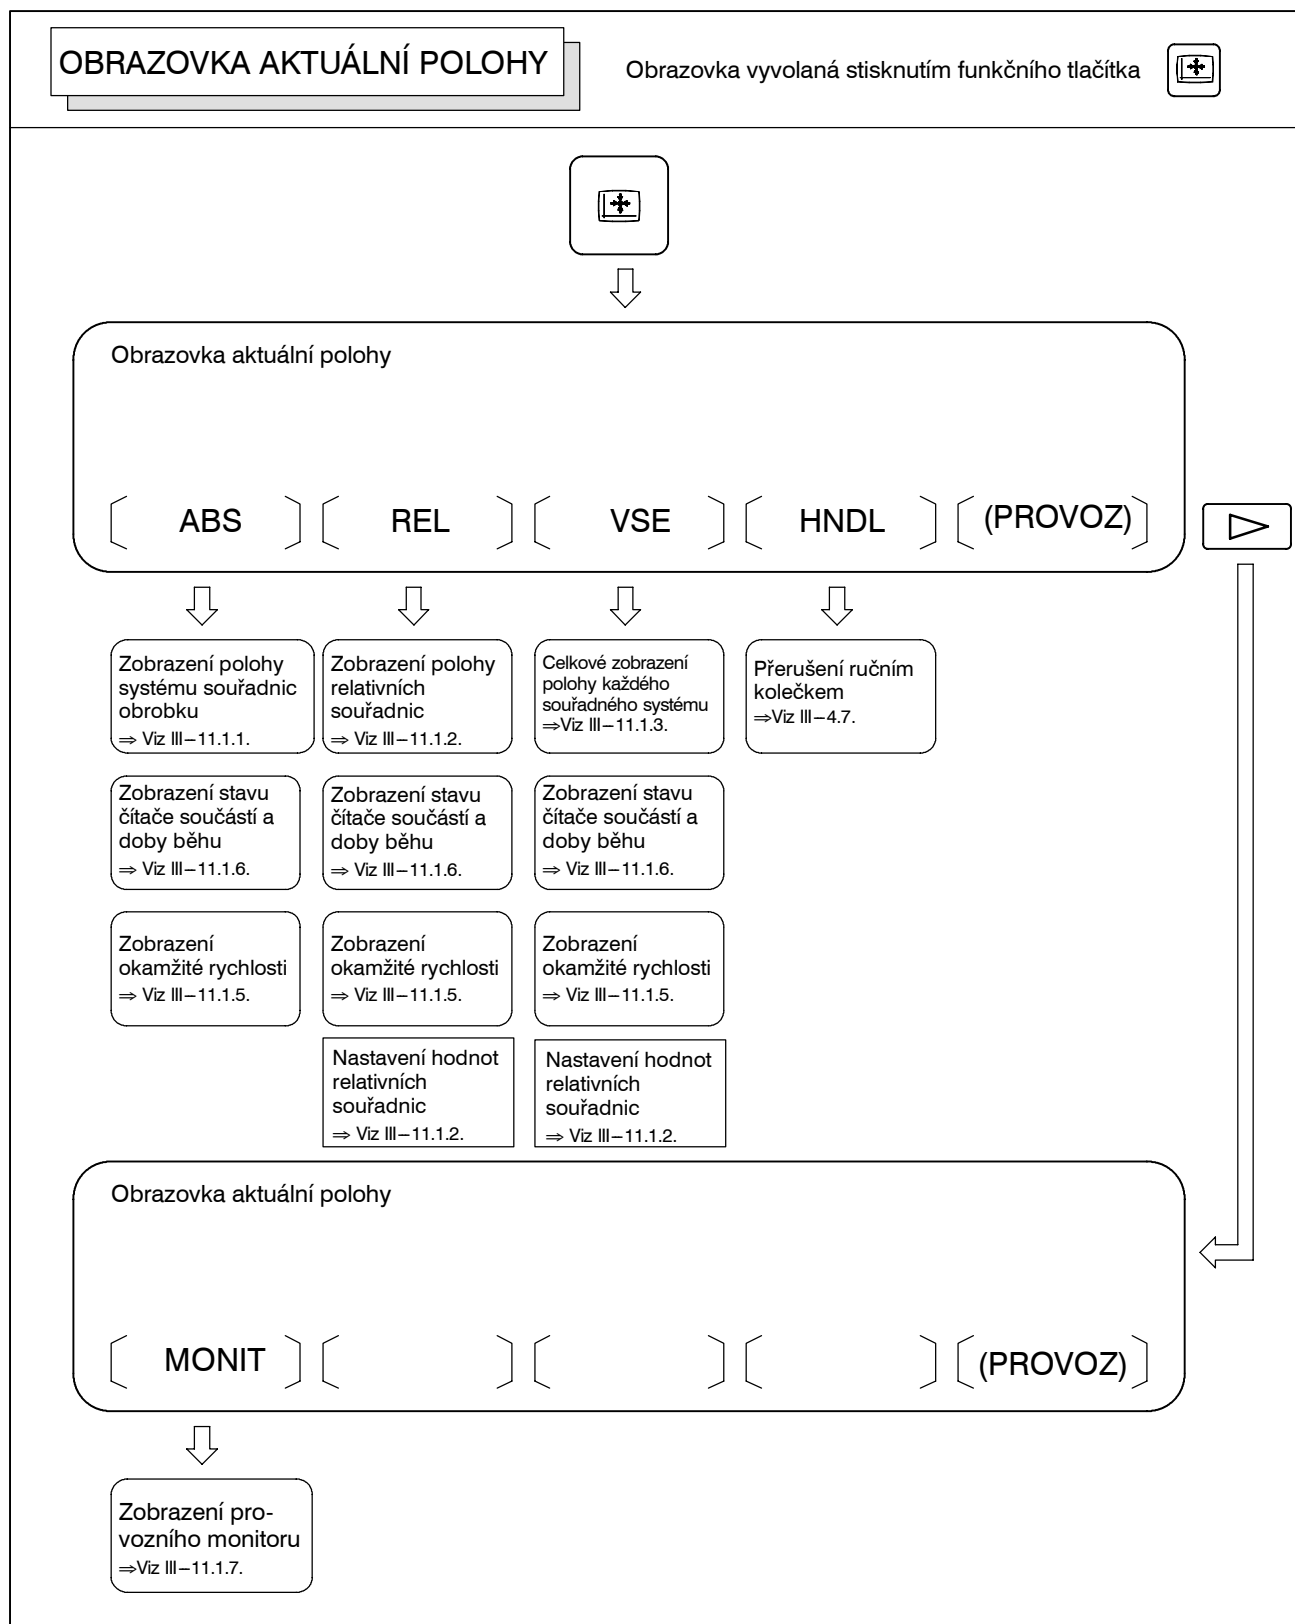 OBRAZOVKA AKTUÁLNÍ POLOHY
Obrazovka vyvolaná stisknutím funkčního tlačítka
Obrazovka aktuální polohy
ABS
REL
VSE
HNDL
(PROVOZ)
Zobrazení polohy
systému souřadnic
obrobku
⇒ Viz III–11.1.1.
Zobrazení polohy
relativních
souřadnic
⇒ Viz III–11.1.2.
Celkové zobrazení
polohy každého
souřadného systému
⇒Viz III–11.1.3.
Přerušení ručním
kolečkem
⇒Viz III–4.7.
Zobrazení stavu
čítače součástí a
doby běhu
⇒ Viz III–11.1.6.
Zobrazení stavu
čítače součástí a
doby běhu
⇒ Viz III–11.1.6.
Zobrazení stavu
čítače součástí a
doby běhu
⇒ Viz III–11.1.6.
Zobrazení
okamžité rychlosti
⇒ Viz III–11.1.5.
Zobrazení
okamžité rychlosti
⇒ Viz III–11.1.5.
Zobrazení
okamžité rychlosti
⇒ Viz III–11.1.5.
Nastavení hodnot
relativních
souřadnic
⇒ Viz III–11.1.2.
Nastavení hodnot
relativních
souřadnic
⇒ Viz III–11.1.2.
Obrazovka aktuální polohy
MONIT
(PROVOZ)
Zobrazení pro-
vozního monitoru
⇒Viz III–11.1.7.